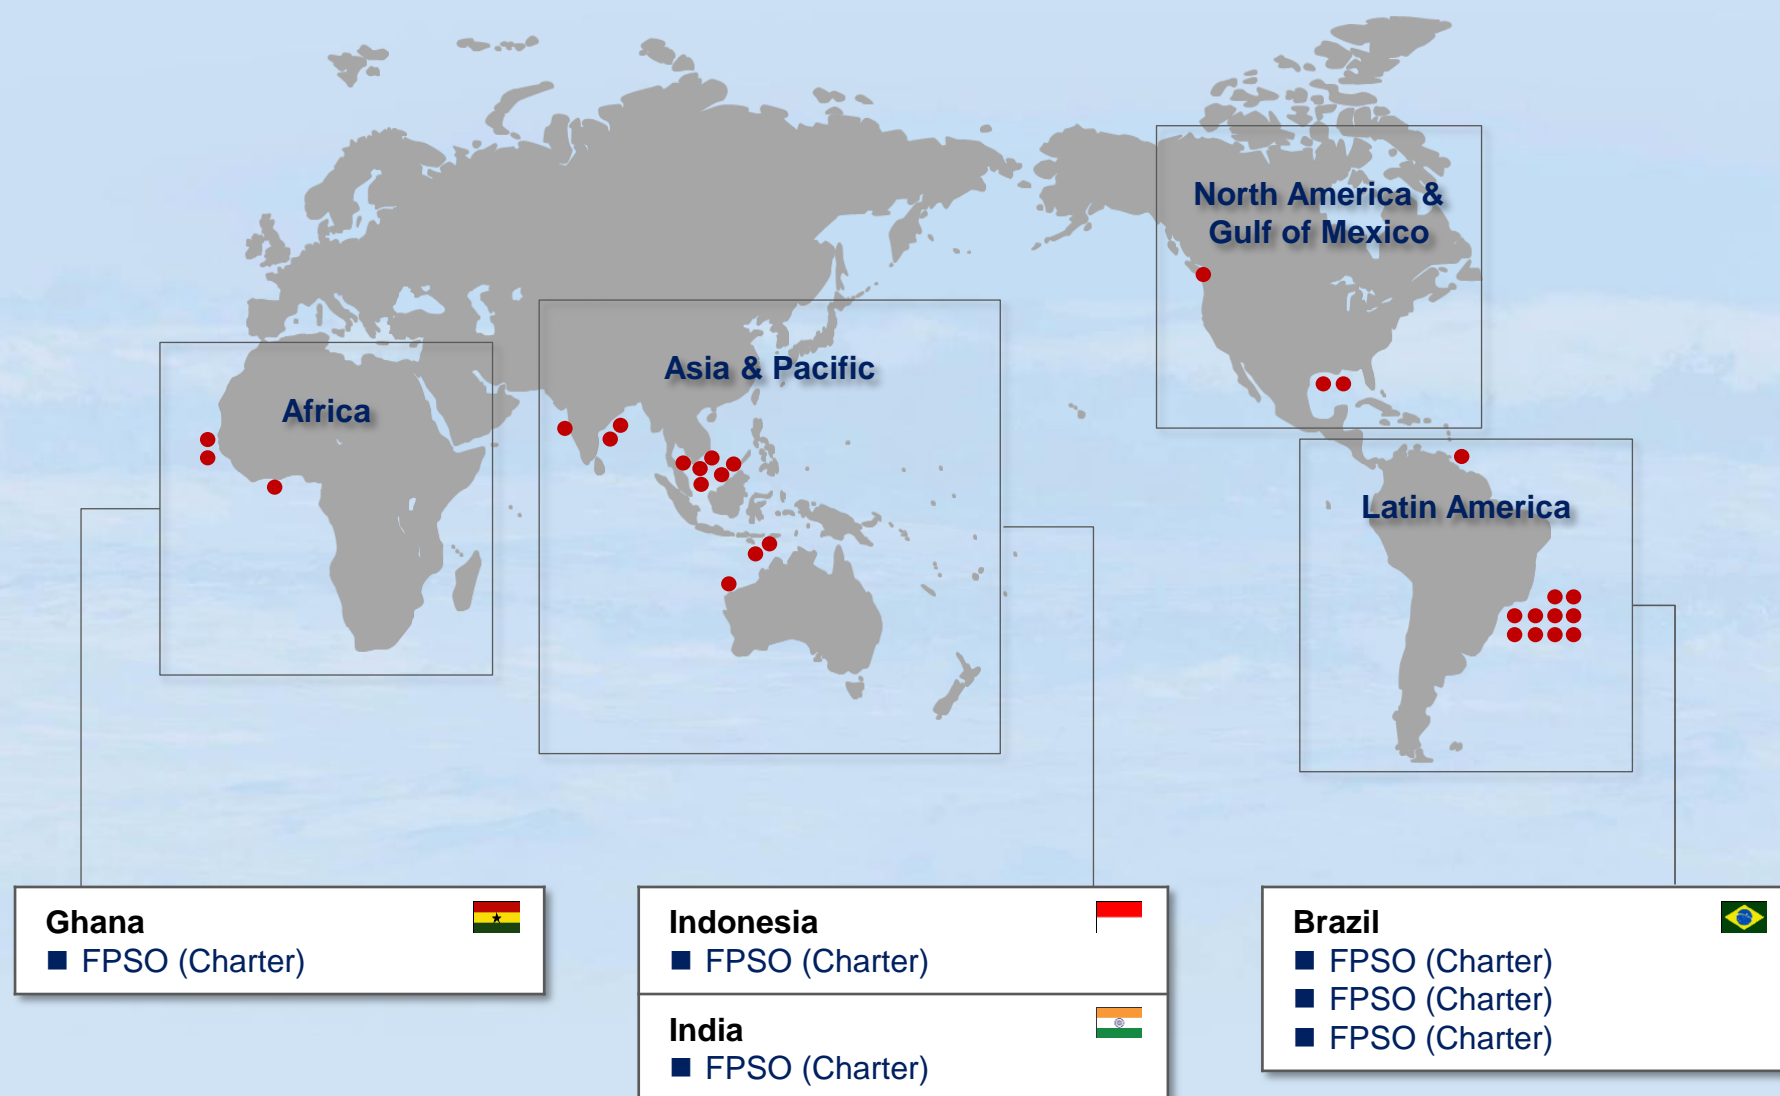 North America &
Gulf of Mexico
Asia & Pacific
Africa
Latin America
Ghana
FPSO (Charter)
Indonesia
FPSO (Charter)
India
FPSO (Charter)
Brazil
FPSO (Charter)
FPSO (Charter)
FPSO (Charter)